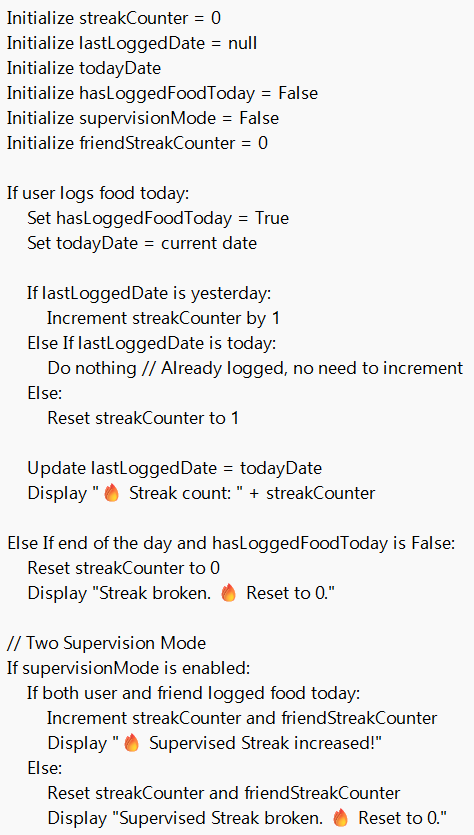 Initialize streakCounter = 0
Initialize lastLoggedDate = null
Initialize todayDate
Initialize hasLoggedFoodToday = False
Initialize supervisionMode = False
Initialize friendStreakCounter = 0

If user logs food today:
    Set hasLoggedFoodToday = True
    Set todayDate = current date

    If lastLoggedDate is yesterday:
        Increment streakCounter by 1
    Else If lastLoggedDate is today:
        Do nothing // Already logged, no need to increment
    Else:
        Reset streakCounter to 1

    Update lastLoggedDate = todayDate
    Display "🔥 Streak count: " + streakCounter

Else If end of the day and hasLoggedFoodToday is False:
    Reset streakCounter to 0
    Display "Streak broken. 🔥 Reset to 0."

// Two Supervision Mode
If supervisionMode is enabled:
    If both user and friend logged food today:
        Increment streakCounter and friendStreakCounter
        Display "🔥 Supervised Streak increased!"
    Else:
        Reset streakCounter and friendStreakCounter
        Display "Supervised Streak broken. 🔥 Reset to 0."